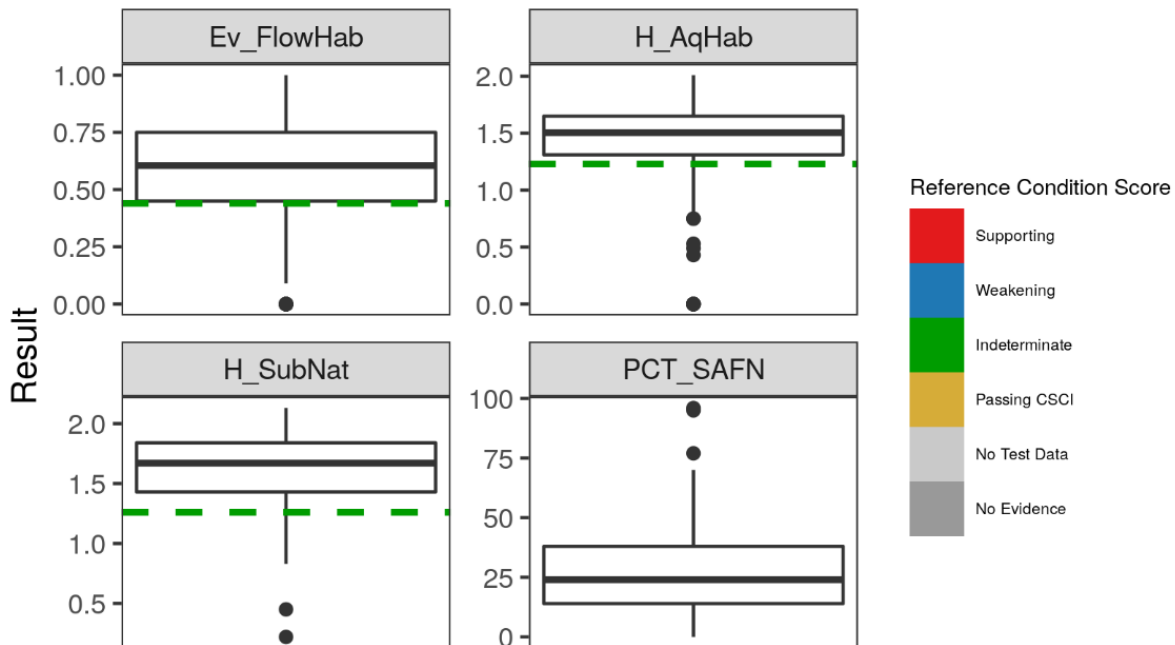 Ev_FlowHab
H_AqHab
1.00
0.75
0.50
0.25
0.00
2.0
1.5
1.0
0.5
0.0
Result
H_SubNat
PCT_SAFN
2.0
1.5
1.0
0.5
100
75
50
25
0
Reference Condition Score
Supporting
Weakening
Indeterminate
Passing CSCI
No Test Data
No Evidence